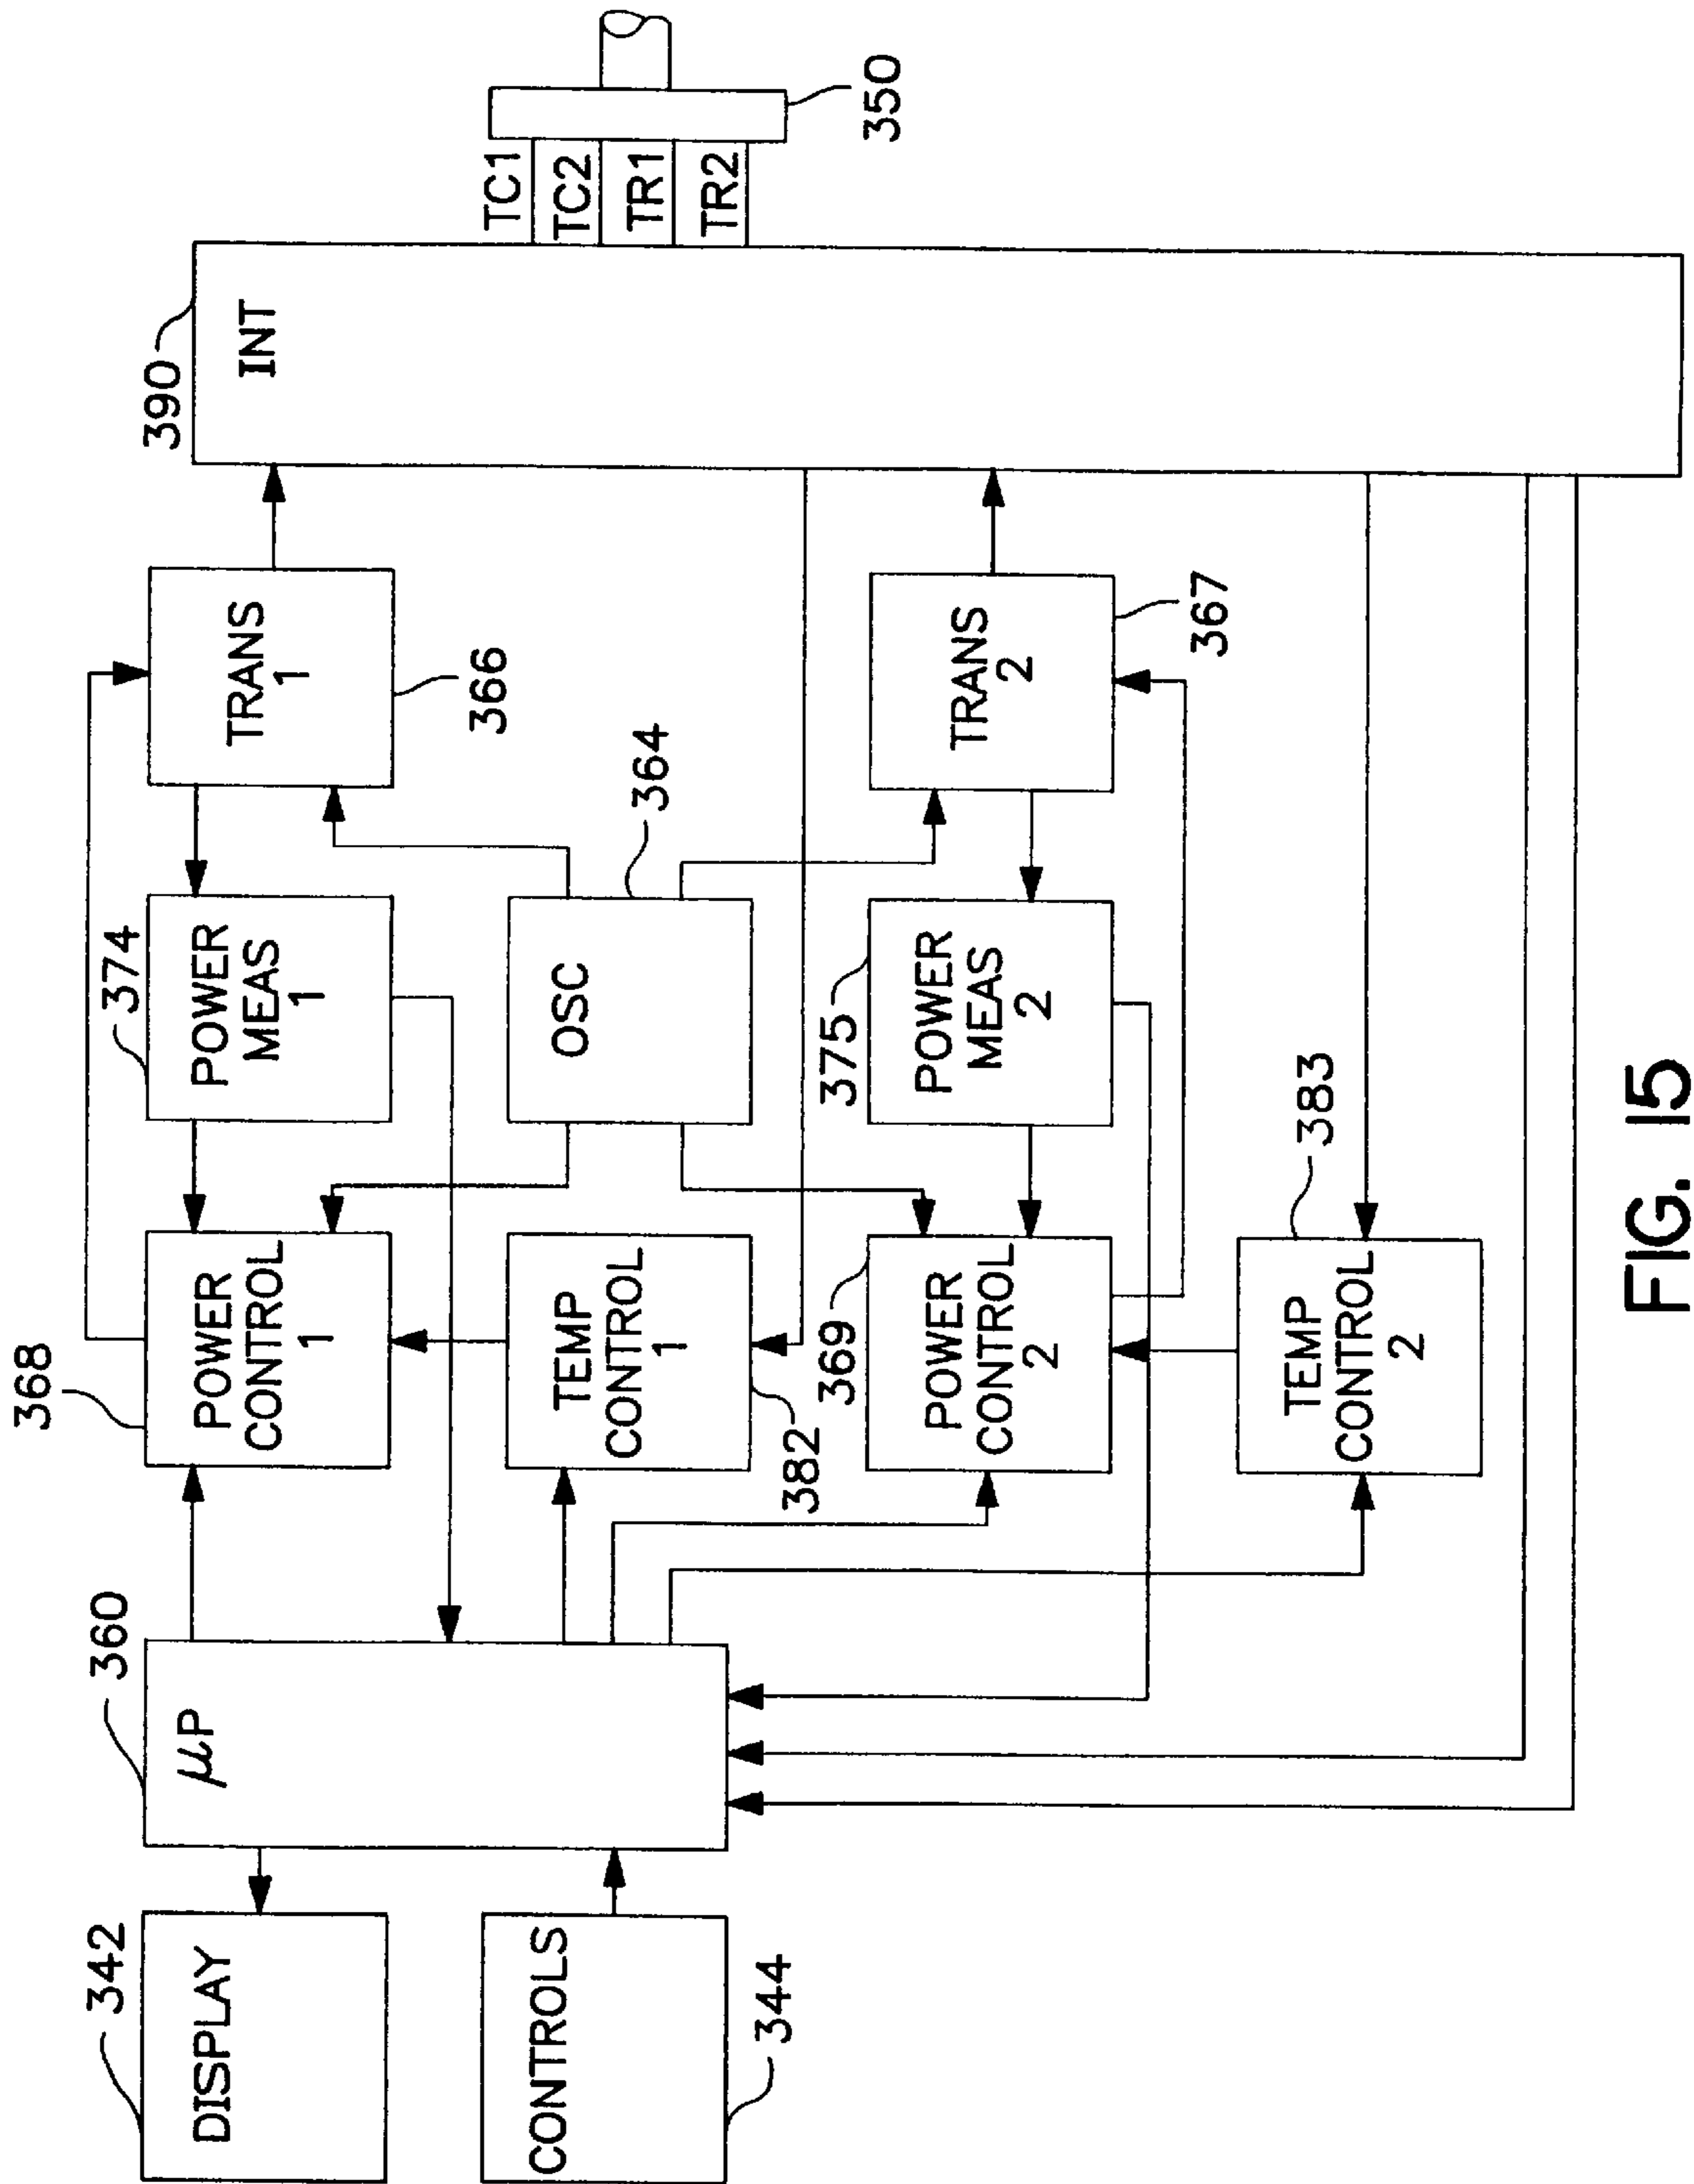 342
DISPLAY
344
CONTROLS
360
μP
368
POWER
CONTROL
1
382
TEMP
CONTROL
1
369
POWER
CONTROL
2
383
TEMP
CONTROL
2
374
POWER
MEAS
1
364
OSC
375
POWER
MEAS
2
366
TRANS
1
367
TRANS
2
390
INT
TC1
TC2
TR1
TR2
350
FIG. 15